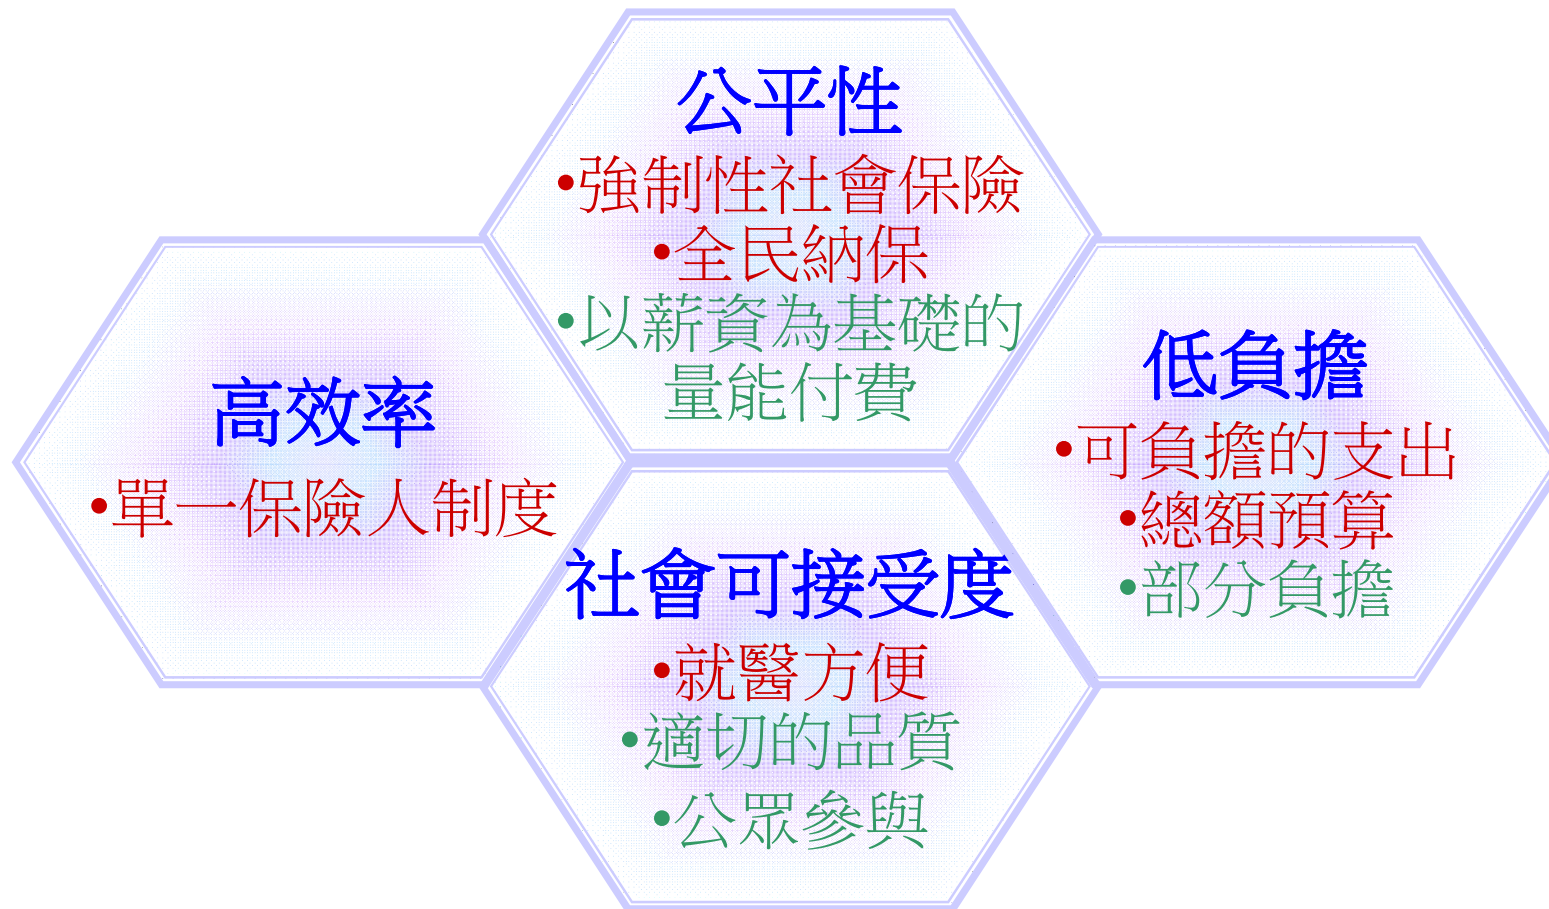 公平性
•強制性社會保險
•全民納保
•以薪資為基礎的
量能付費
高效率
•單一保險人制度
低負擔
•可負擔的支出
•總額預算
•部分負擔
社會可接受度
•就醫方便
•適切的品質
•公眾參與